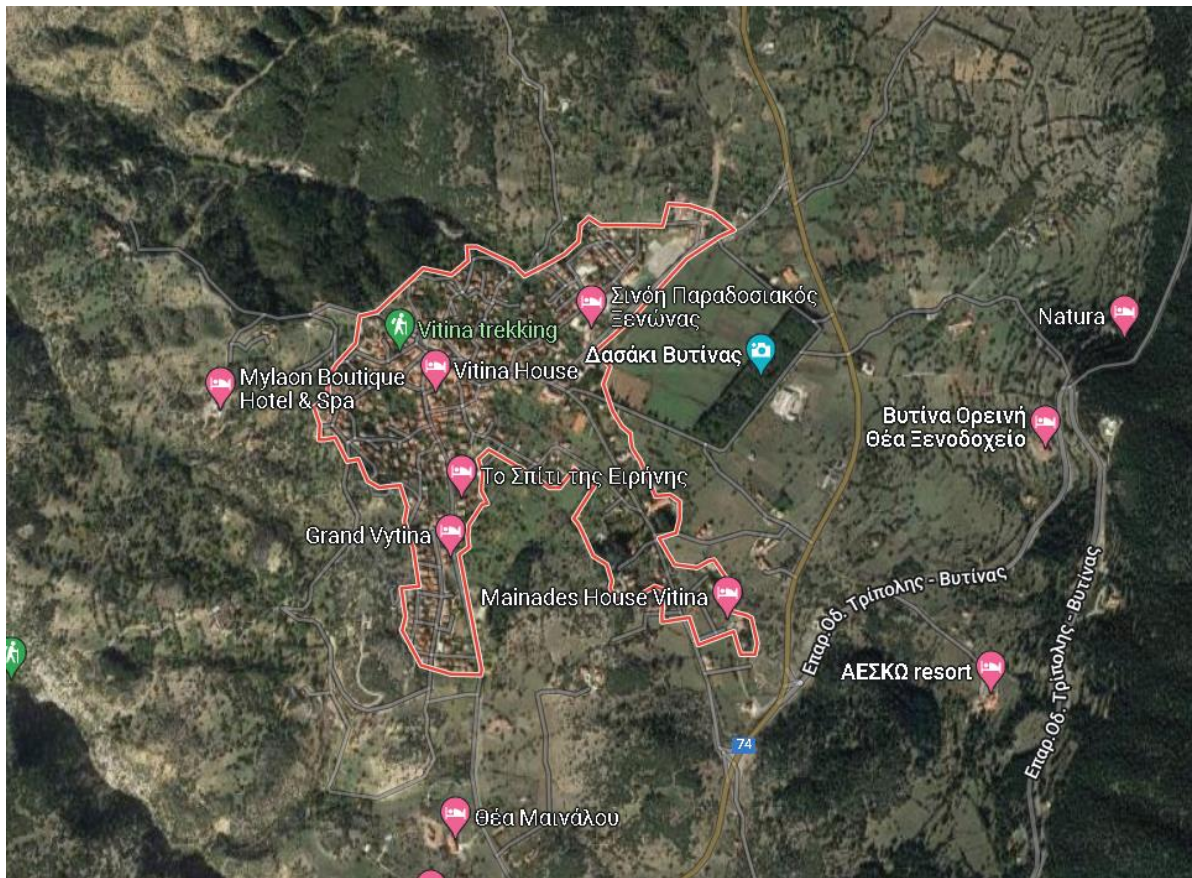 Σινόη Παραδοσιακός
Ξενώνας
Natura
Vitina trekking
Δασάκι Βυτίνας
Vitina House
Mylaon Boutique
Hotel & Spa
Βυτίνα Ορεινή
Θέα Ξενοδοχείο
Το Σπίτι της Ειρήνης
Grand Vytina
Mainades House Vitina
Επαρ.Οδ. Τρίπολης - Βυτίνας
ΑΕΣΚΩ resort
Επαρ.Οδ. Τρίπολης - Βυτίνας
74
Θέα Μαινάλου